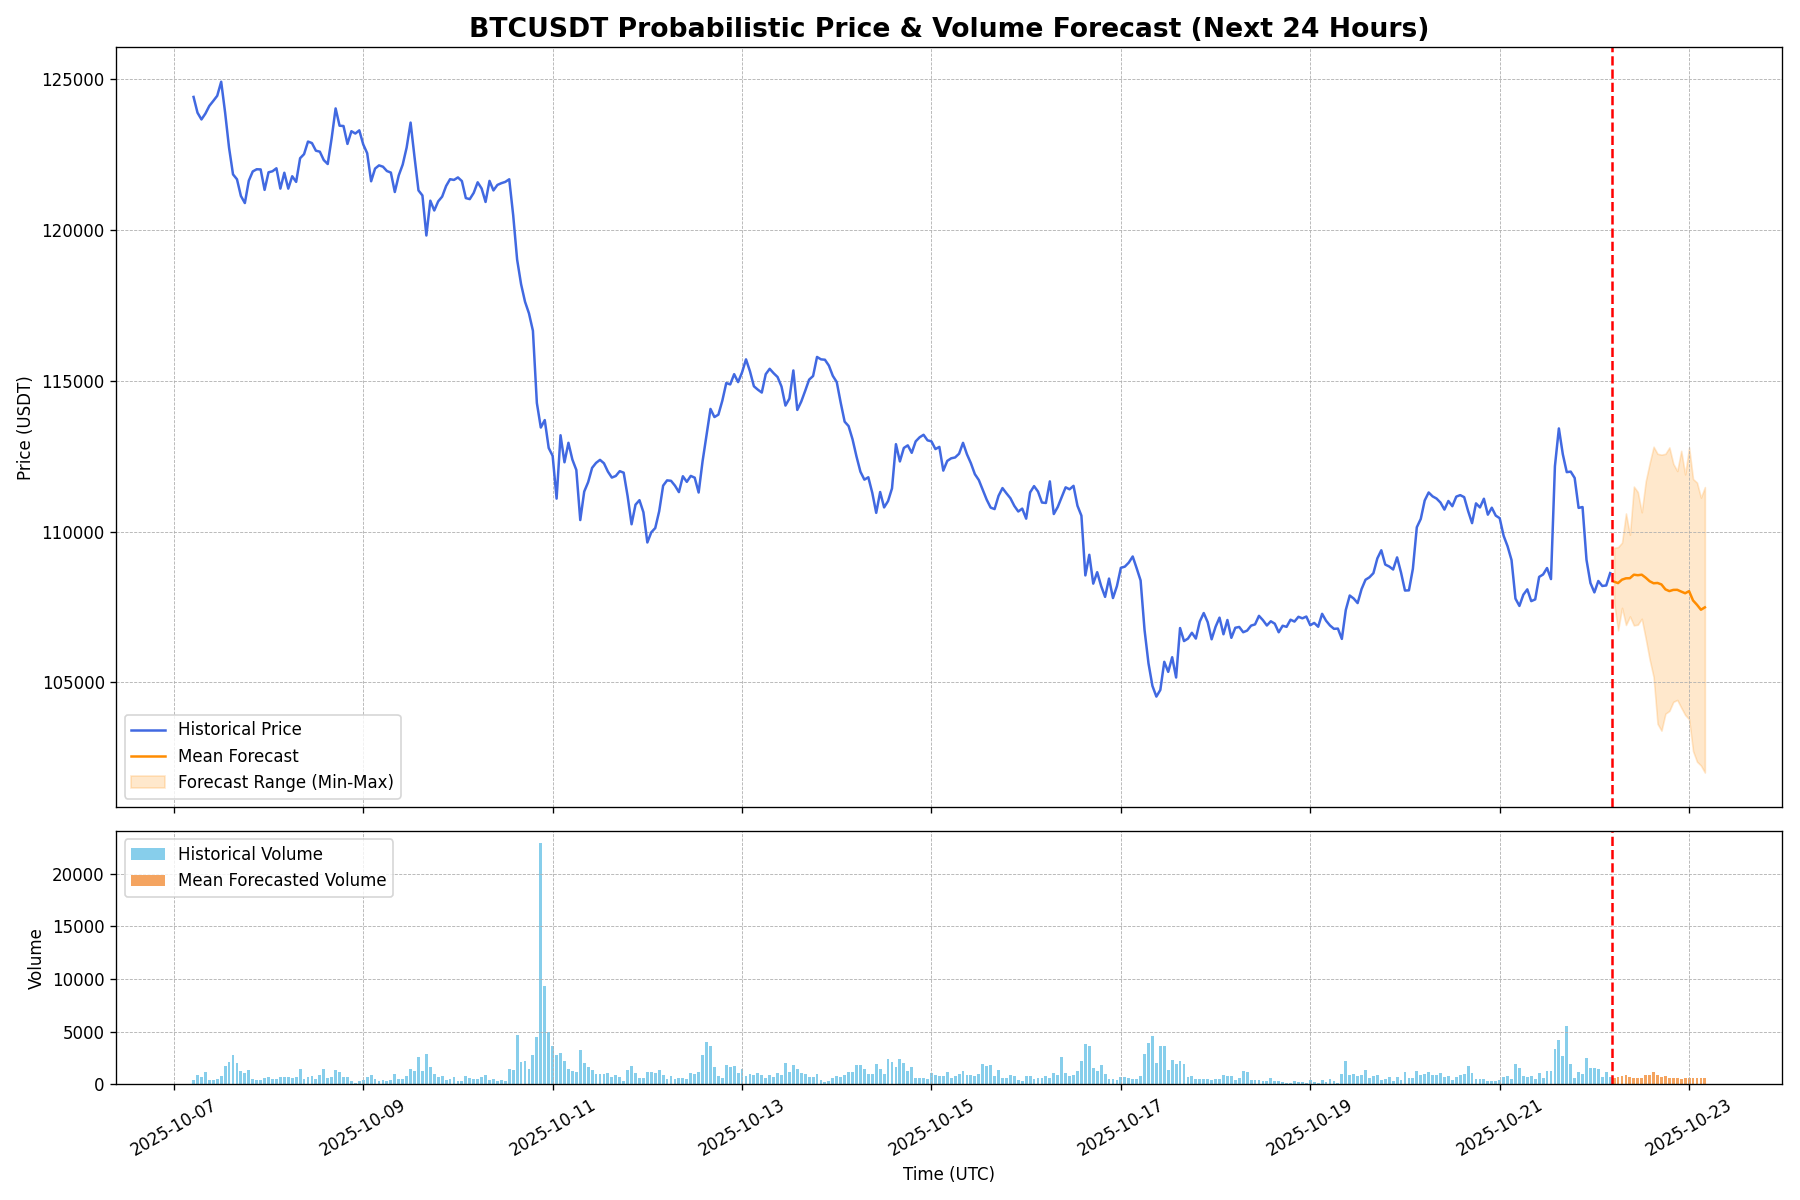 BTCUSDT Probabilistic Price & Volume Forecast (Next 24 Hours)
125000
120000
115000
110000
105000
Price (USDT)
Historical Price
Mean Forecast
Forecast Range (Min-Max)
Historical Volume
Mean Forecasted Volume
20000
15000
10000
5000
0
Volume
2025-10-07
2025-10-09
2025-10-11
2025-10-13
2025-10-15
2025-10-17
2025-10-19
2025-10-21
2025-10-23
Time (UTC)